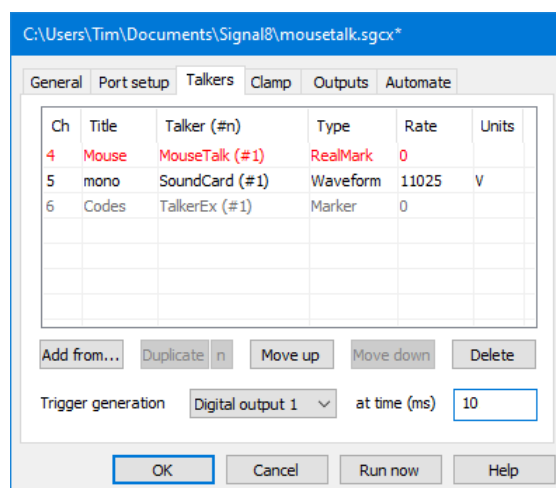 C:\Users\Tim\Documents\Signal8\mousetalk.sgcx*
General Port setup Talkers Clamp Outputs Automate
Ch Title Talker (#n) Type Rate Units
4 Mouse MouseTalk (#1) RealMark 0
5 mono SoundCard (#1) Waveform 11025 V
6 Codes TalkerEx (#1) Marker 0
Add from... Duplicate n Move up Move down Delete
Trigger generation Digital output 1 at time (ms) 10
OK Cancel Run now Help